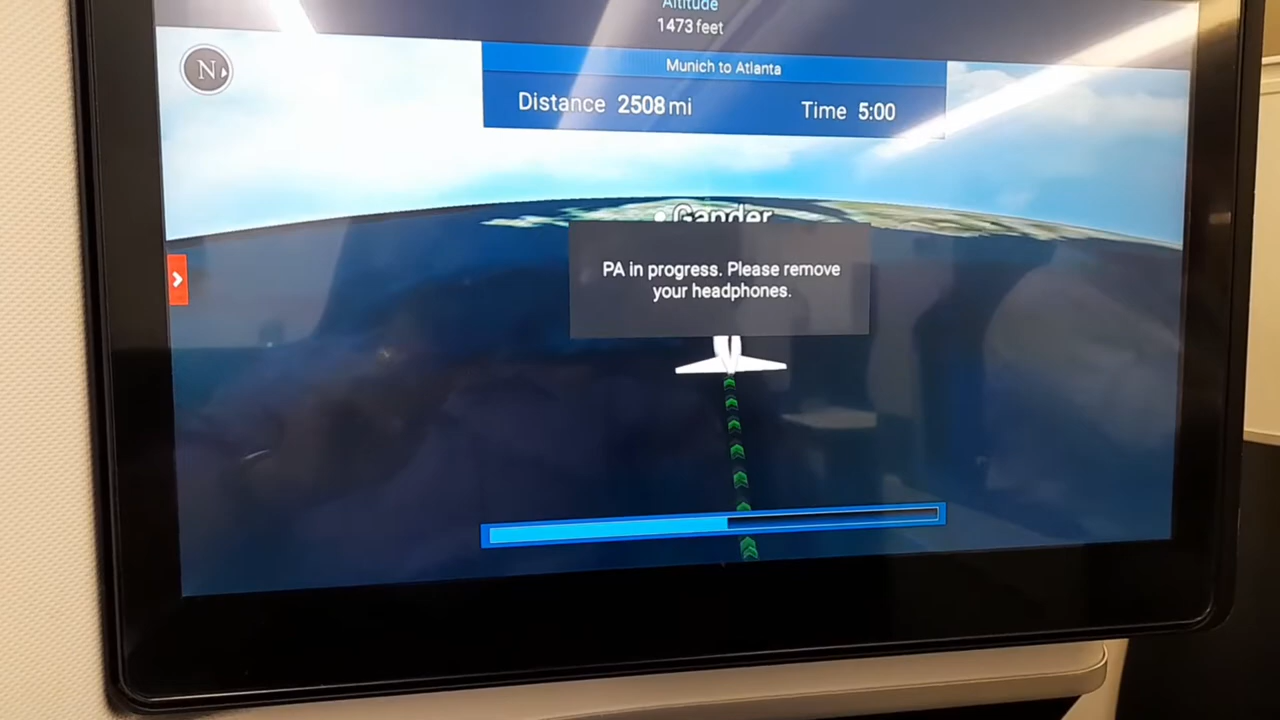 Altitude
1473 feet
N
Munich to Atlanta
Distance 2508 mi Time 5:00
Gander
PA in progress. Please remove
your headphones.